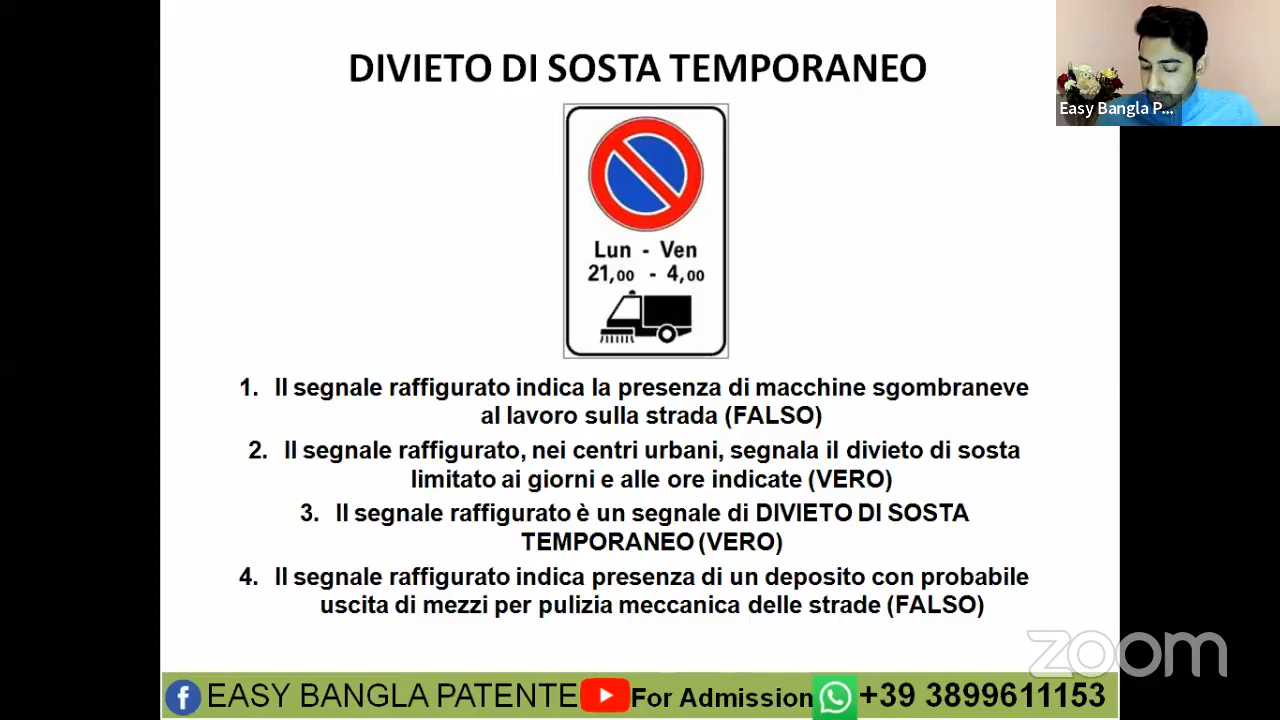 DIVIETO DI SOSTA TEMPORANEO
Easy Bangla P...
Lun - Ven
21,00 - 4,00
1. Il segnale raffigurato indica la presenza di macchine sgombraneve
al lavoro sulla strada (FALSO)
2. Il segnale raffigurato, nei centri urbani, segnala il divieto di sosta
limitato ai giorni e alle ore indicate (VERO)
3. Il segnale raffigurato è un segnale di DIVIETO DI SOSTA
TEMPORANEO (VERO)
4. Il segnale raffigurato indica presenza di un deposito con probabile
uscita di mezzi per pulizia meccanica delle strade (FALSO)
zoom
EASY BANGLA PATENTE For Admission +39 3899611153